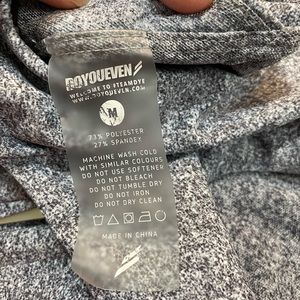 DOYOUEVEN
WELCOME TO #TEAMDYE
WWW.DOYOUEVEN.COM
M
73% POLYESTER
27% SPANDEX
MACHINE WASH COLD
WITH SIMILAR COLOURS
DO NOT USE SOFTENER
DO NOT BLEACH
DO NOT TUMBLE DRY
DO NOT IRON
DO NOT DRY CLEAN
MADE IN CHINA